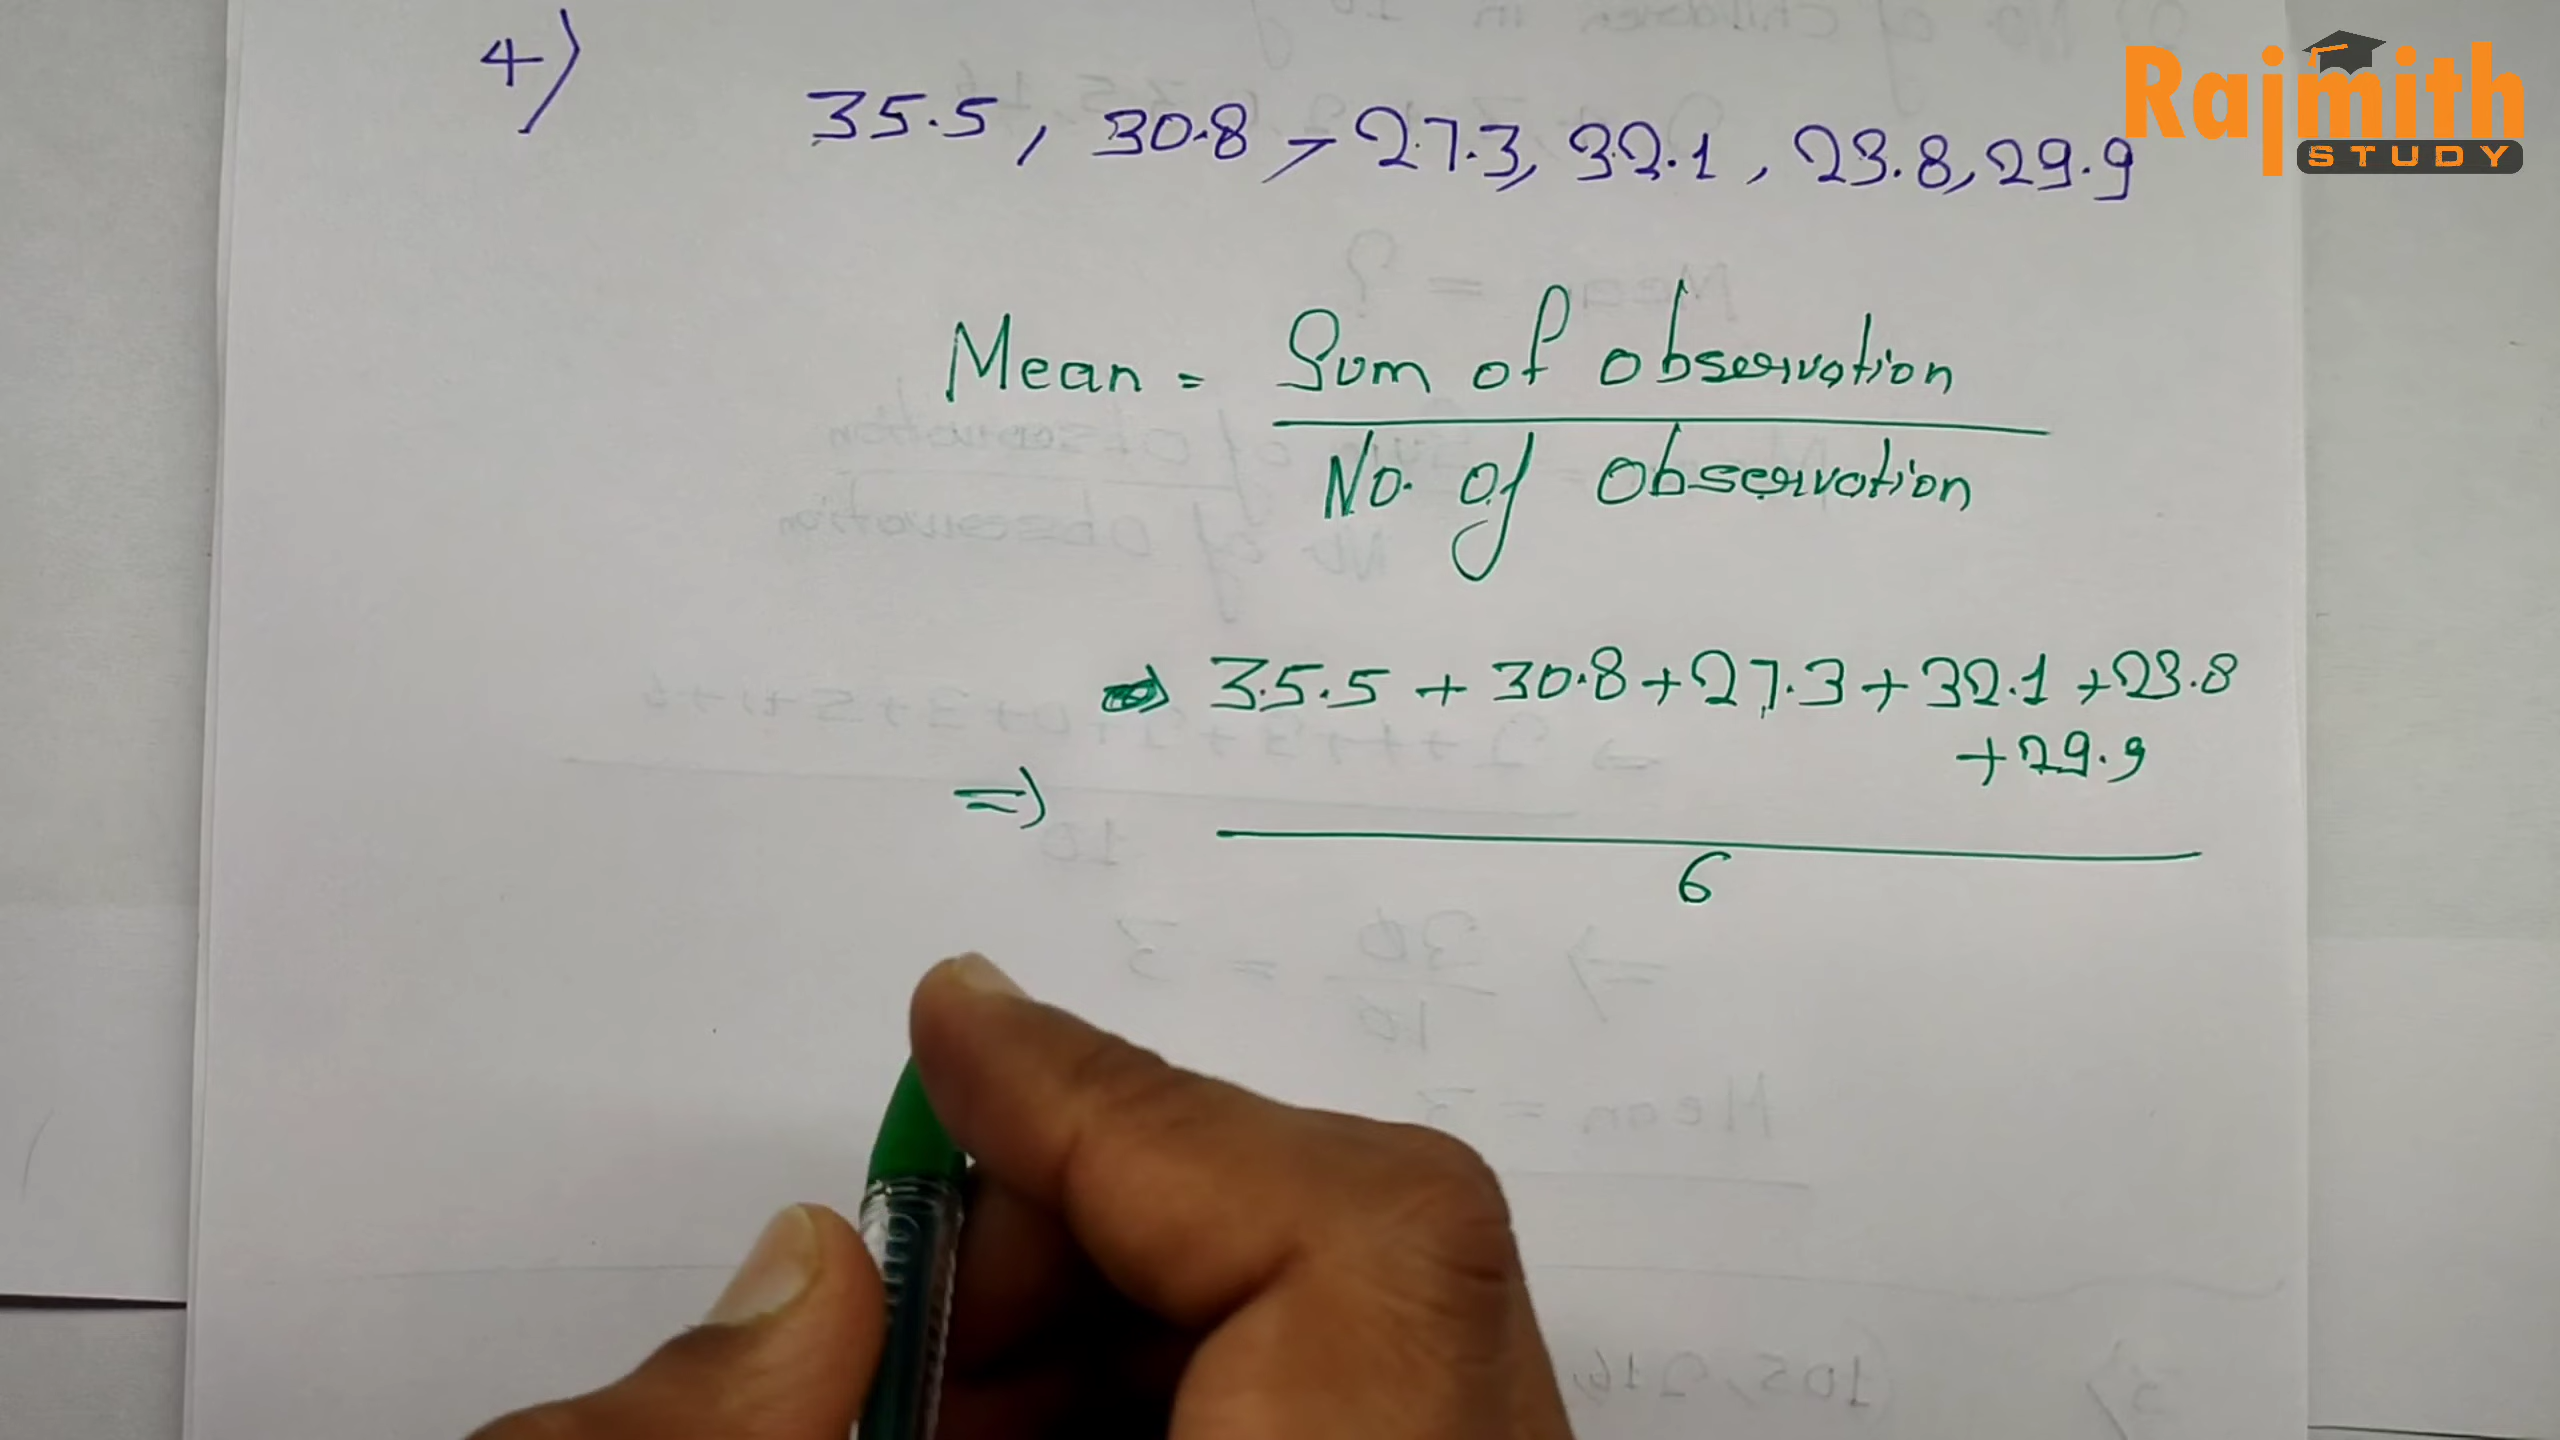 4)
35.5, 30.8, 27.3, 32.1, 23.8, 29.9
Rajmith
STUDY
Mean = Sum of observation
No. of observation
35.5 + 30.8 + 27.3 + 32.1 + 23.8
+ 29.9
=>
6